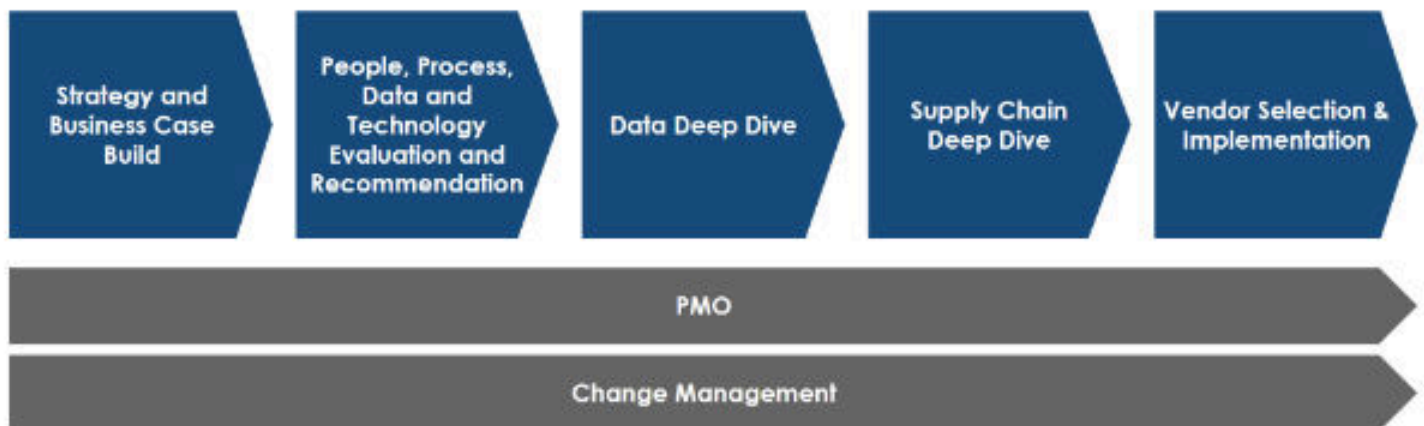 Strategy and
Business Case
Build
People, Process,
Data and
Technology
Evaluation and
Recommendation
Data Deep Dive
Supply Chain
Deep Dive
Vendor Selection &
Implementation
PMO
Change Management